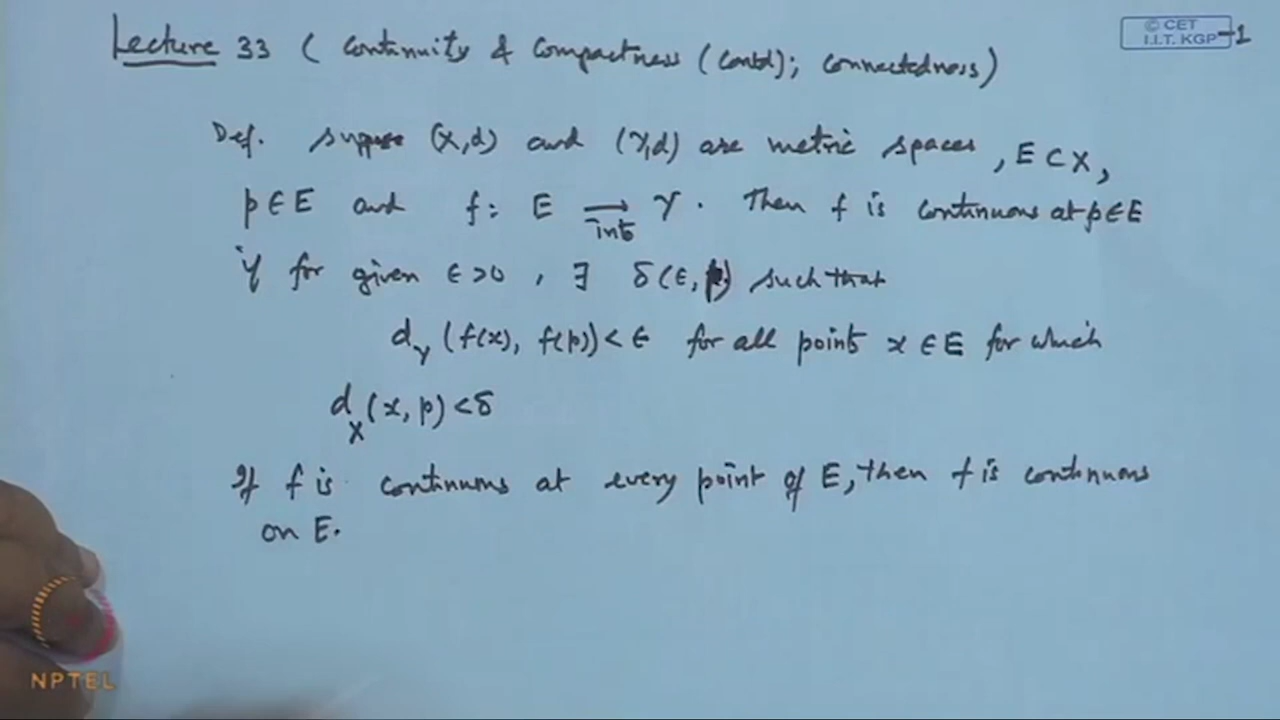 Lecture 33 ( Continuity & Compactness (Contd); Connectedness)
© CET
I.I.T. KGP
-1
Def. Suppose (X,d) and (Y,d) are metric spaces, E⊂X,
p∈E and f: E → Y. Then f is continuous at p∈E
into
if for given ε>0, ∃ δ(ε,p) such that
d_Y (f(x), f(p)) < ε for all points x∈E for which
d_X (x, p) < δ
If f is continuous at every point of E, then f is continuous
on E.
NPTEL